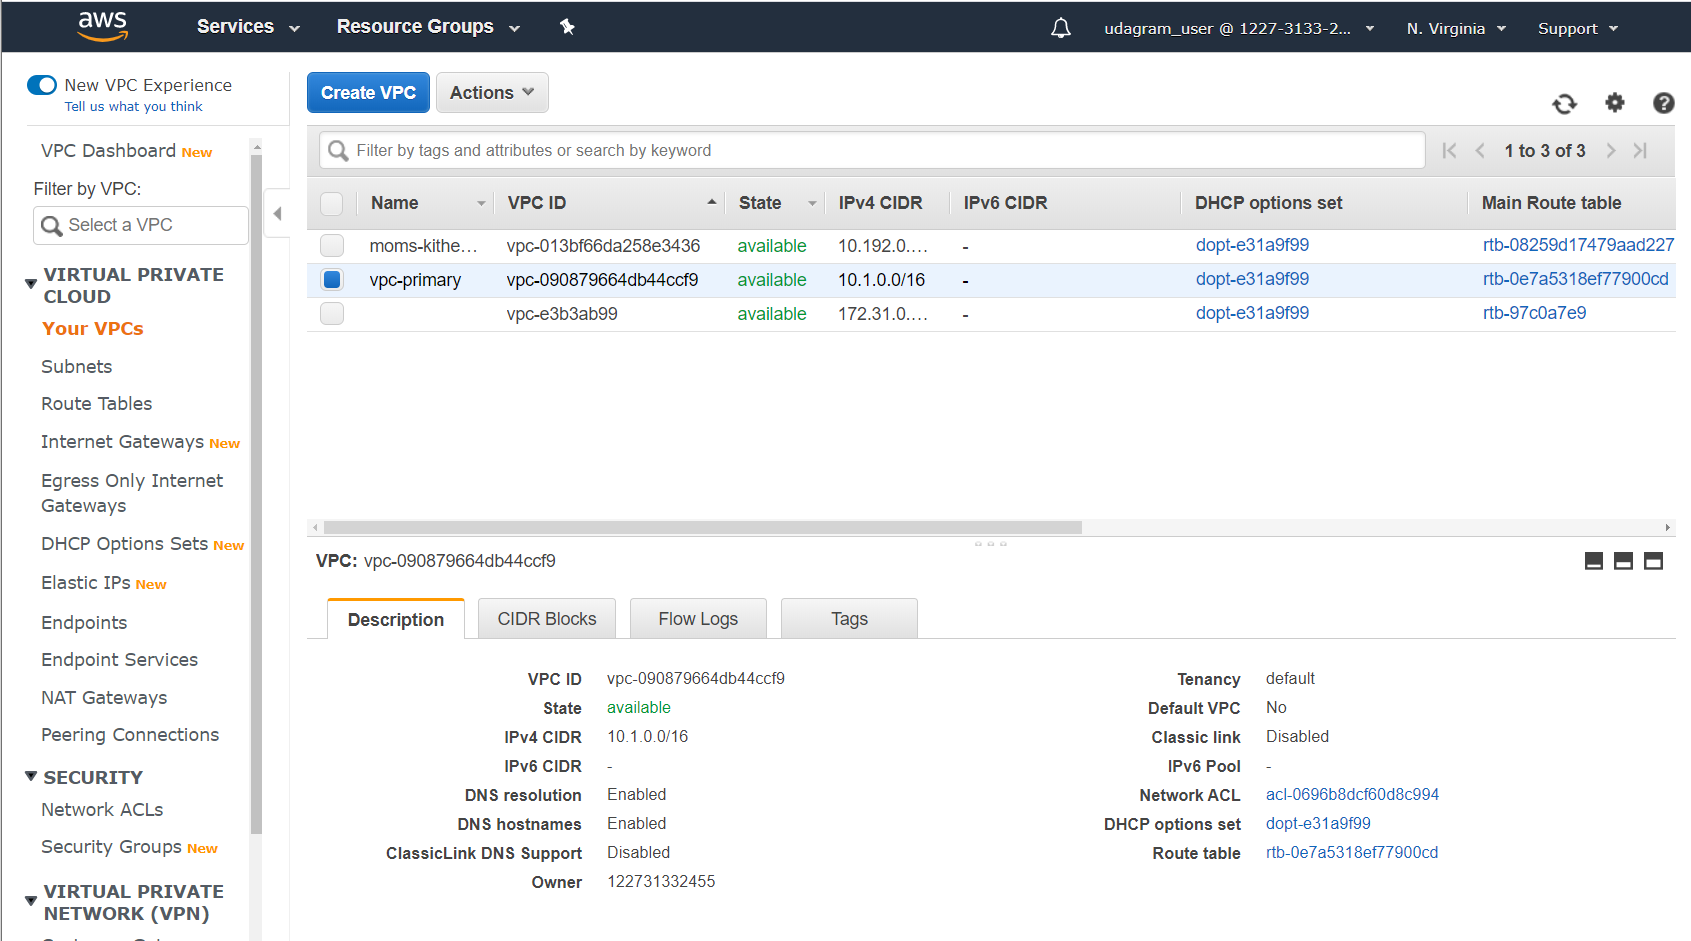 aws Services Resource Groups udagram_user @ 1227-3133-2... N. Virginia Support
New VPC Experience
Tell us what you think
VPC Dashboard New
Filter by VPC:
Select a VPC
VIRTUAL PRIVATE
CLOUD
Your VPCs
Subnets
Route Tables
Internet Gateways New
Egress Only Internet
Gateways
DHCP Options Sets New
Elastic IPs New
Endpoints
Endpoint Services
NAT Gateways
Peering Connections
SECURITY
Network ACLs
Security Groups New
VIRTUAL PRIVATE
NETWORK (VPN)
Create VPC Actions
Filter by tags and attributes or search by keyword 1 to 3 of 3
Name VPC ID State IPv4 CIDR IPv6 CIDR DHCP options set Main Route table
moms-kithe... vpc-013bf66da258e3436 available 10.192.0.... - dopt-e31a9f99 rtb-08259d17479aad227
vpc-primary vpc-090879664db44ccf9 available 10.1.0.0/16 - dopt-e31a9f99 rtb-0e7a5318ef77900cd
vpc-e3b3ab99 available 172.31.0.... - dopt-e31a9f99 rtb-97c0a7e9
VPC: vpc-090879664db44ccf9
Description CIDR Blocks Flow Logs Tags
VPC ID vpc-090879664db44ccf9
State available
IPv4 CIDR 10.1.0.0/16
IPv6 CIDR -
DNS resolution Enabled
DNS hostnames Enabled
ClassicLink DNS Support Disabled
Owner 122731332455
Tenancy default
Default VPC No
Classic link Disabled
IPv6 Pool -
Network ACL acl-0696b8dcf60d8c994
DHCP options set dopt-e31a9f99
Route table rtb-0e7a5318ef77900cd